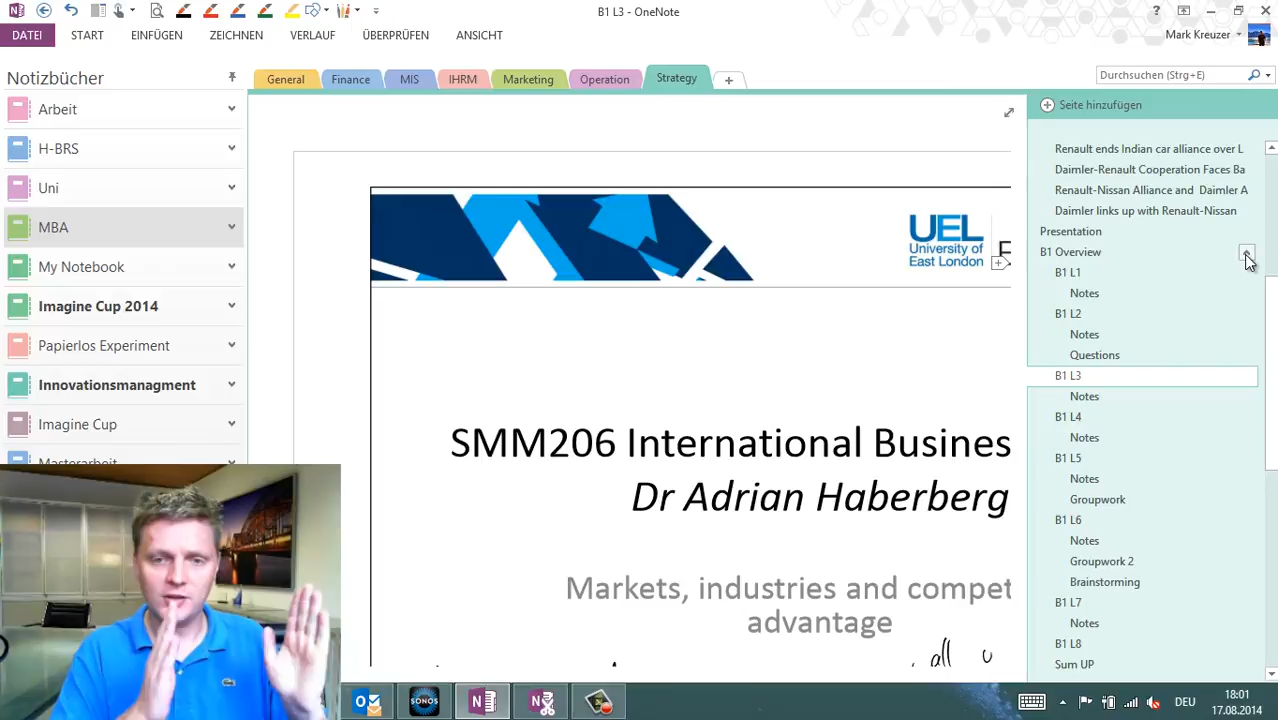 B1 L3 - OneNote
?
DATEI START EINFÜGEN ZEICHNEN VERLAUF ÜBERPRÜFEN ANSICHT
Mark Kreuzer
Notizbücher
General Finance MIS IHRM Marketing Operation Strategy
Durchsuchen (Strg+E)
Arbeit
H-BRS
Uni
MBA
My Notebook
Imagine Cup 2014
Papierlos Experiment
Innovationsmanagment
Imagine Cup
Masterarbeit
UEL
University of
East London
SMM206 International Busines
Dr Adrian Haberberg
Markets, industries and compet
advantage
all
Seite hinzufügen
Renault ends Indian car alliance over L
Daimler-Renault Cooperation Faces Ba
Renault-Nissan Alliance and Daimler A
Daimler links up with Renault-Nissan
Presentation
B1 Overview
B1 L1
Notes
B1 L2
Notes
Questions
B1 L3
Notes
B1 L4
Notes
B1 L5
Notes
Groupwork
B1 L6
Notes
Groupwork 2
Brainstorming
B1 L7
Notes
B1 L8
Sum UP
SONOS
DEU
18:01
17.08.2014